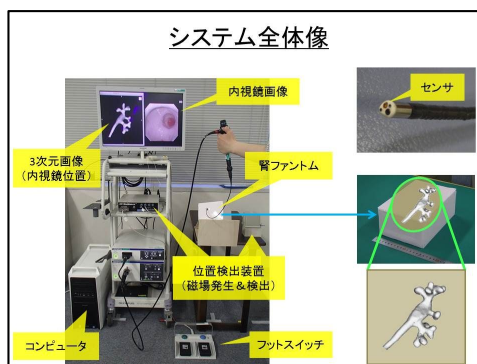 システム全体像
内視鏡画像
センサ
3次元画像
（内視鏡位置）
腎ファントム
位置検出装置
（磁場発生＆検出）
コンピュータ
フットスイッチ